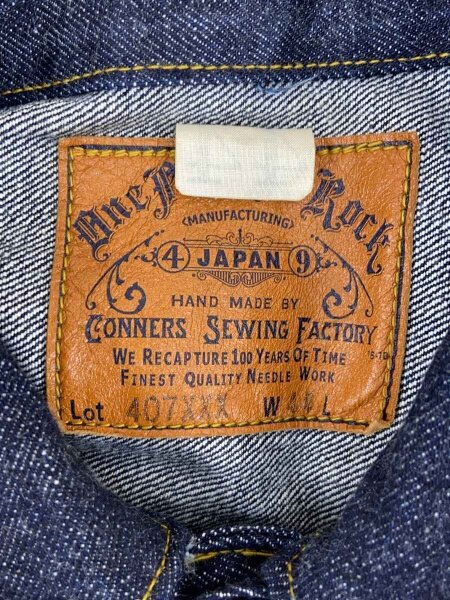 One Rock
MANUFACTURING
4 JAPAN 9
HAND MADE BY
CONNERS SEWING FACTORY
WE RECAPTURE 100 YEARS OF TIME
FINEST QUALITY NEEDLE WORK
Lot 407XXX W 44 L